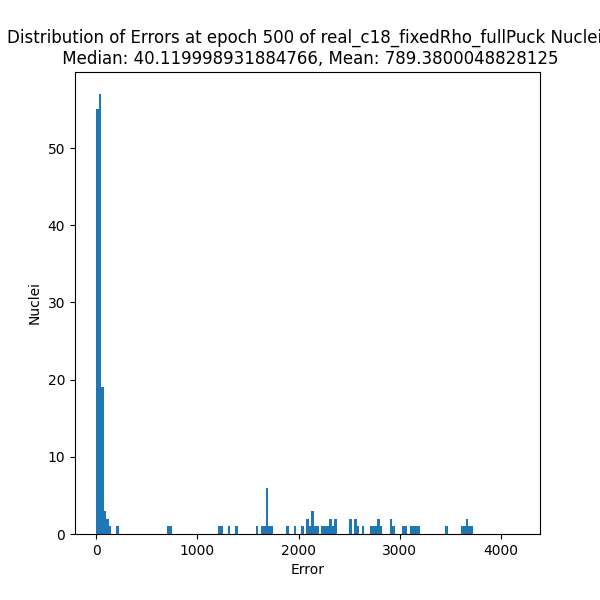 Distribution of Errors at epoch 500 of real_c18_fixedRho_fullPuck Nuclei
Median: 40.119998931884766, Mean: 789.3800048828125
50
40
30
20
10
0
Nuclei
0 1000 2000 3000 4000
Error